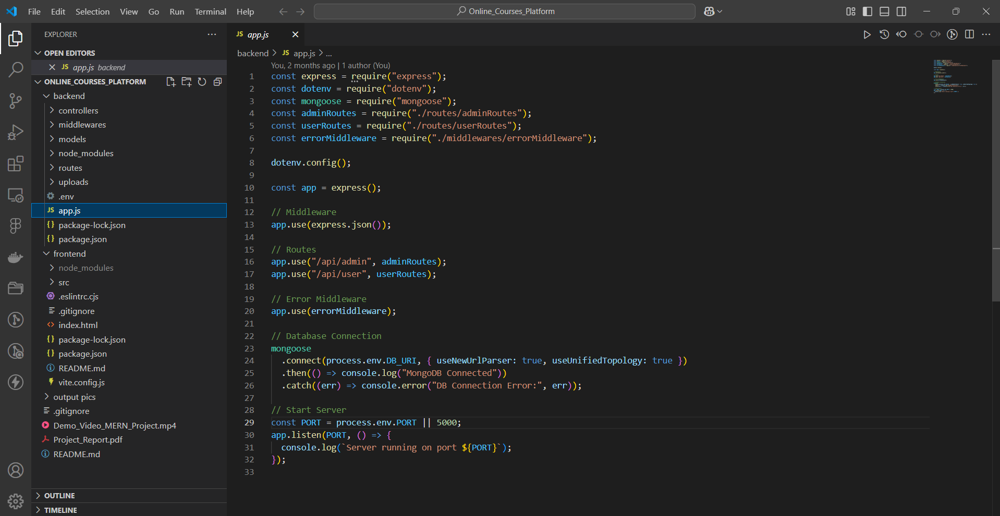 File Edit Selection View Go Run Terminal Help
Online_Courses_Platform
EXPLORER
OPEN EDITORS
JS app.js backend
ONLINE_COURSES_PLATFORM
backend
controllers
middlewares
models
node_modules
routes
uploads
.env
JS app.js
{} package-lock.json
{} package.json
frontend
node_modules
src
.eslintrc.cjs
.gitignore
<> index.html
{} package-lock.json
{} package.json
README.md
vite.config.js
output pics
.gitignore
Demo_Video_MERN_Project.mp4
Project_Report.pdf
README.md
OUTLINE
TIMELINE
JS app.js
backend > JS app.js > ...
You, 2 months ago | 1 author (You)
1 const express = require("express");
2 const dotenv = require("dotenv");
3 const mongoose = require("mongoose");
4 const adminRoutes = require("./routes/adminRoutes");
5 const userRoutes = require("./routes/userRoutes");
6 const errorMiddleware = require("./middlewares/errorMiddleware");
7
8 dotenv.config();
9
10 const app = express();
11
12 // Middleware
13 app.use(express.json());
14
15 // Routes
16 app.use("/api/admin", adminRoutes);
17 app.use("/api/user", userRoutes);
18
19 // Error Middleware
20 app.use(errorMiddleware);
21
22 // Database Connection
23 mongoose
24 .connect(process.env.DB_URI, { useNewUrlParser: true, useUnifiedTopology: true })
25 .then(() => console.log("MongoDB Connected"))
26 .catch((err) => console.error("DB Connection Error:", err));
27
28 // Start Server
29 const PORT = process.env.PORT || 5000;
30 app.listen(PORT, () => {
31 console.log(`Server running on port ${PORT}`);
32 });
33